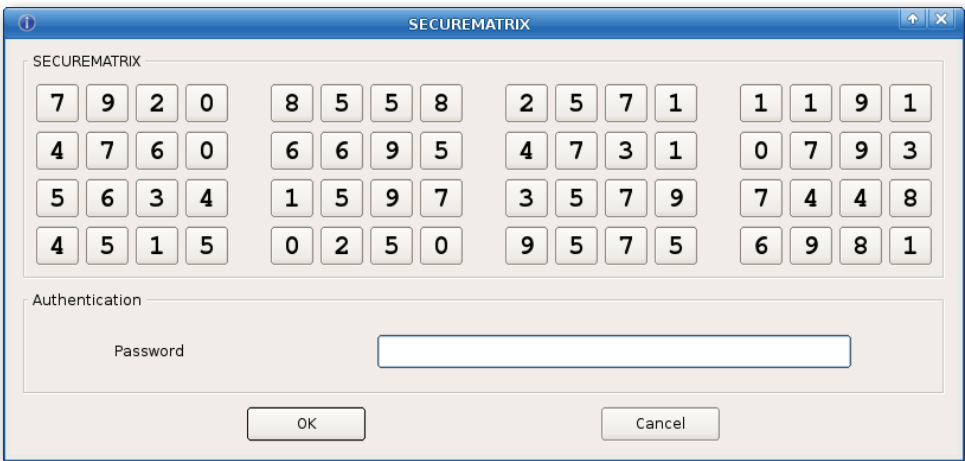 SECUREMATRIX
SECUREMATRIX
7 9 2 0 8 5 5 8 2 5 7 1 1 1 9 1
4 7 6 0 6 6 9 5 4 7 3 1 0 7 9 3
5 6 3 4 1 5 9 7 3 5 7 9 7 4 4 8
4 5 1 5 0 2 5 0 9 5 7 5 6 9 8 1
Authentication
Password
OK Cancel